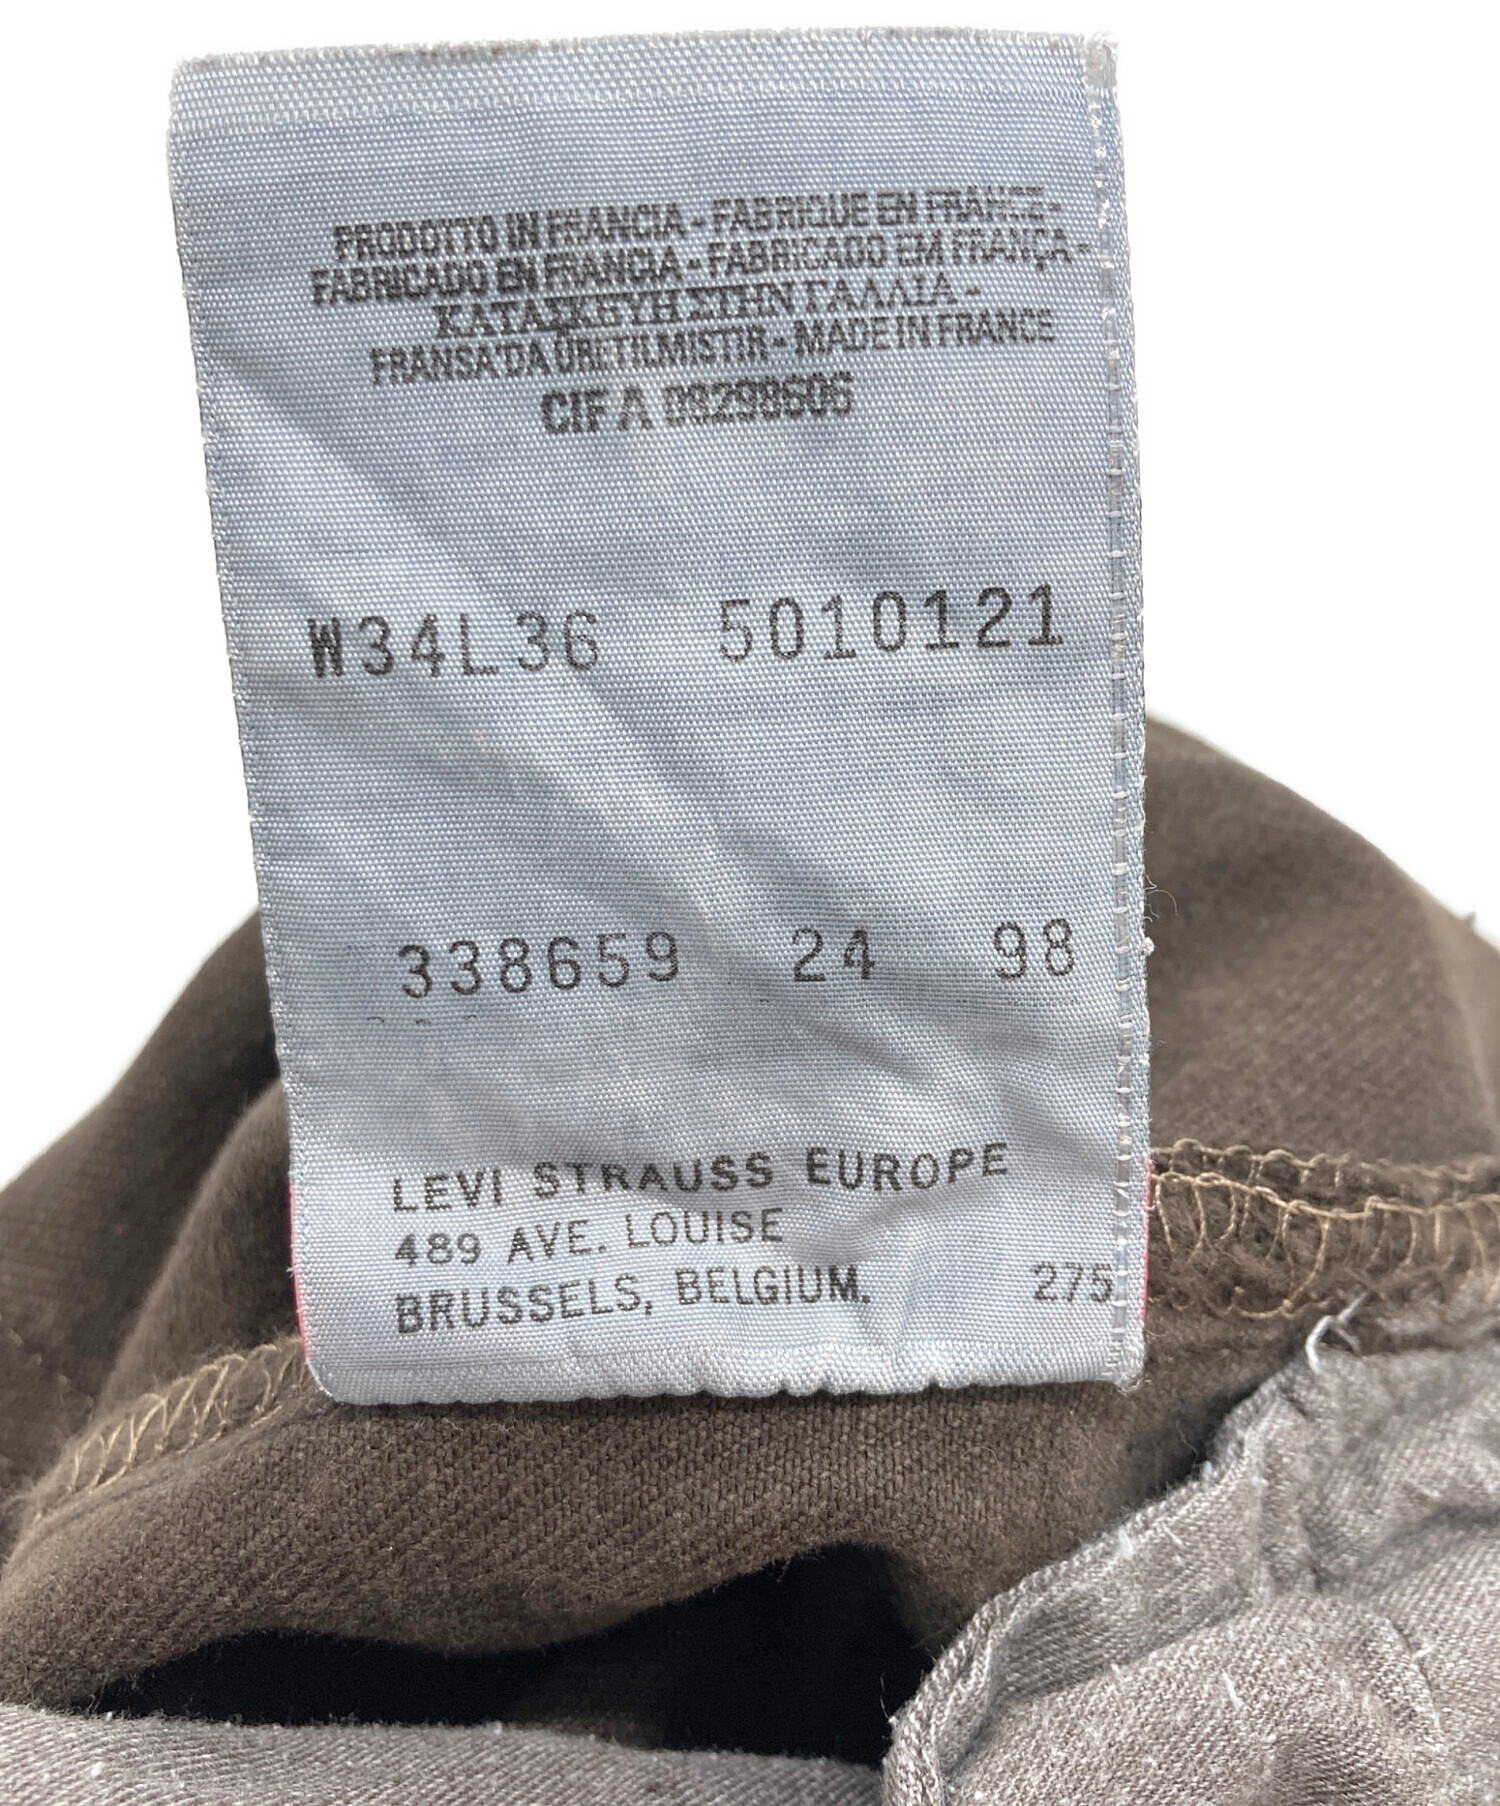 PRODOTTO IN FRANCIA - FABRIQUE EN FRANCE -
FABRICADO EN FRANCIA - FABRICADO EM FRANÇA -
ΚΑΤΑΣΚΕΥΗ ΣΤΗΝ ΓΑΛΛΙΑ -
FRANSA'DA ÜRETILMISTIR - MADE IN FRANCE
CIF A
W34L36 5010121
338659 24 98
LEVI STRAUSS EUROPE
489 AVE. LOUISE
BRUSSELS, BELGIUM. 275